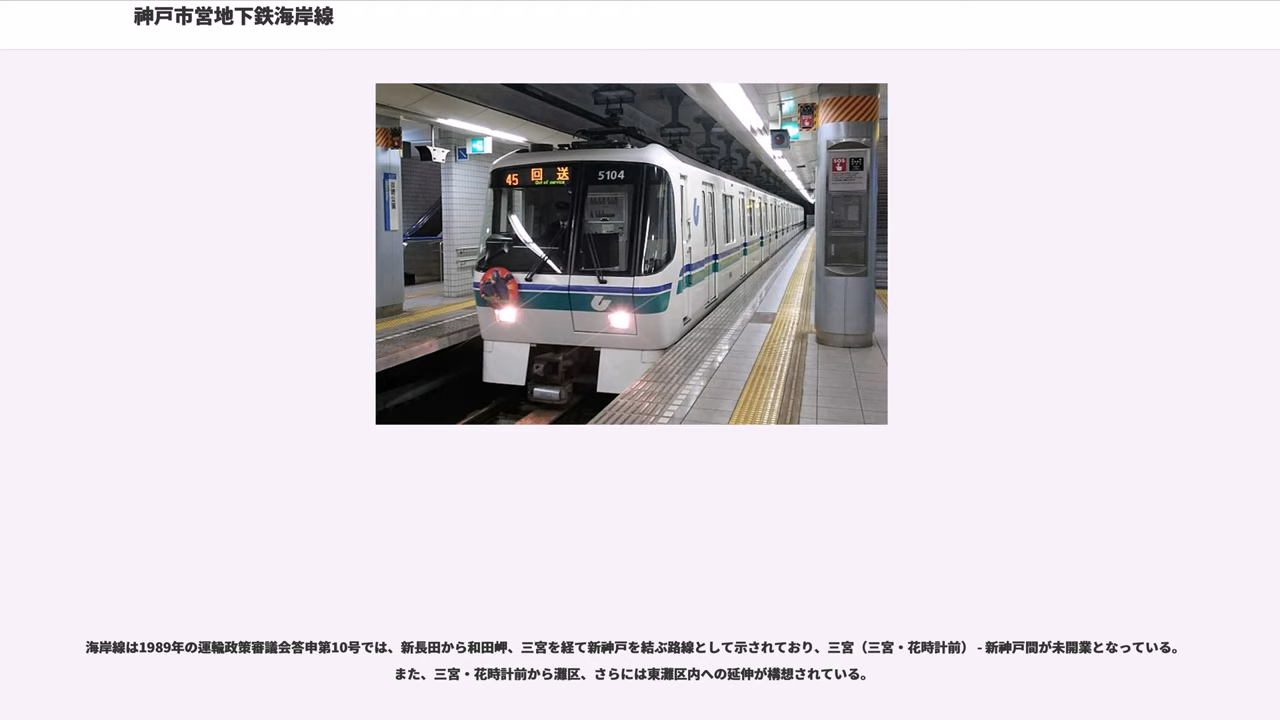 神戸市営地下鉄海岸線
45 回送 5104
Out of service
SOS
海岸線は1989年の運輸政策審議会答申第10号では、新長田から和田岬、三宮を経て新神戸を結ぶ路線として示されており、三宮（三宮・花時計前） - 新神戸間が未開業となっている。
また、三宮・花時計前から灘区、さらには東灘区内への延伸が構想されている。